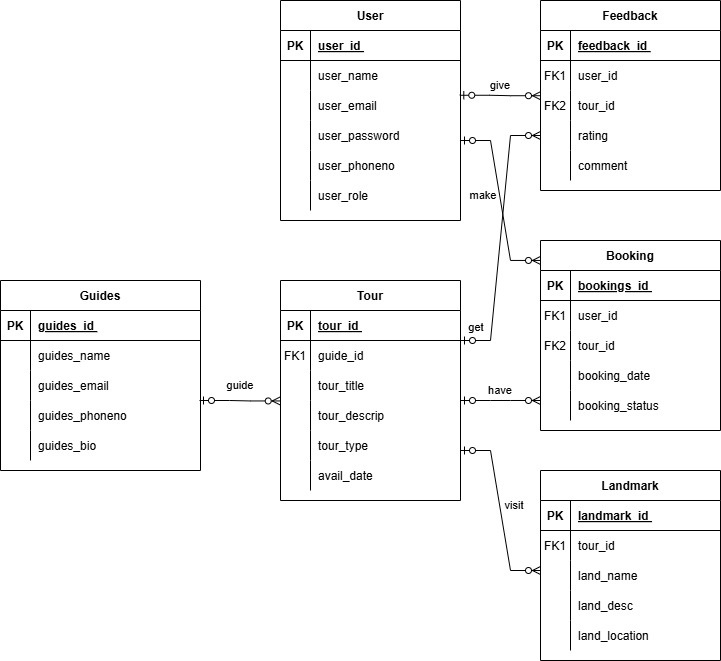 User
PK user_id
user_name
user_email
user_password
user_phoneno
user_role
Feedback
PK feedback_id
FK1 user_id
FK2 tour_id
rating
comment
give
make
Guides
PK guides_id
guides_name
guides_email
guides_phoneno
guides_bio
guide
Tour
PK tour_id
FK1 guide_id
tour_title
tour_descrip
tour_type
avail_date
get
have
visit
Booking
PK bookings_id
FK1 user_id
FK2 tour_id
booking_date
booking_status
Landmark
PK landmark_id
FK1 tour_id
land_name
land_desc
land_location